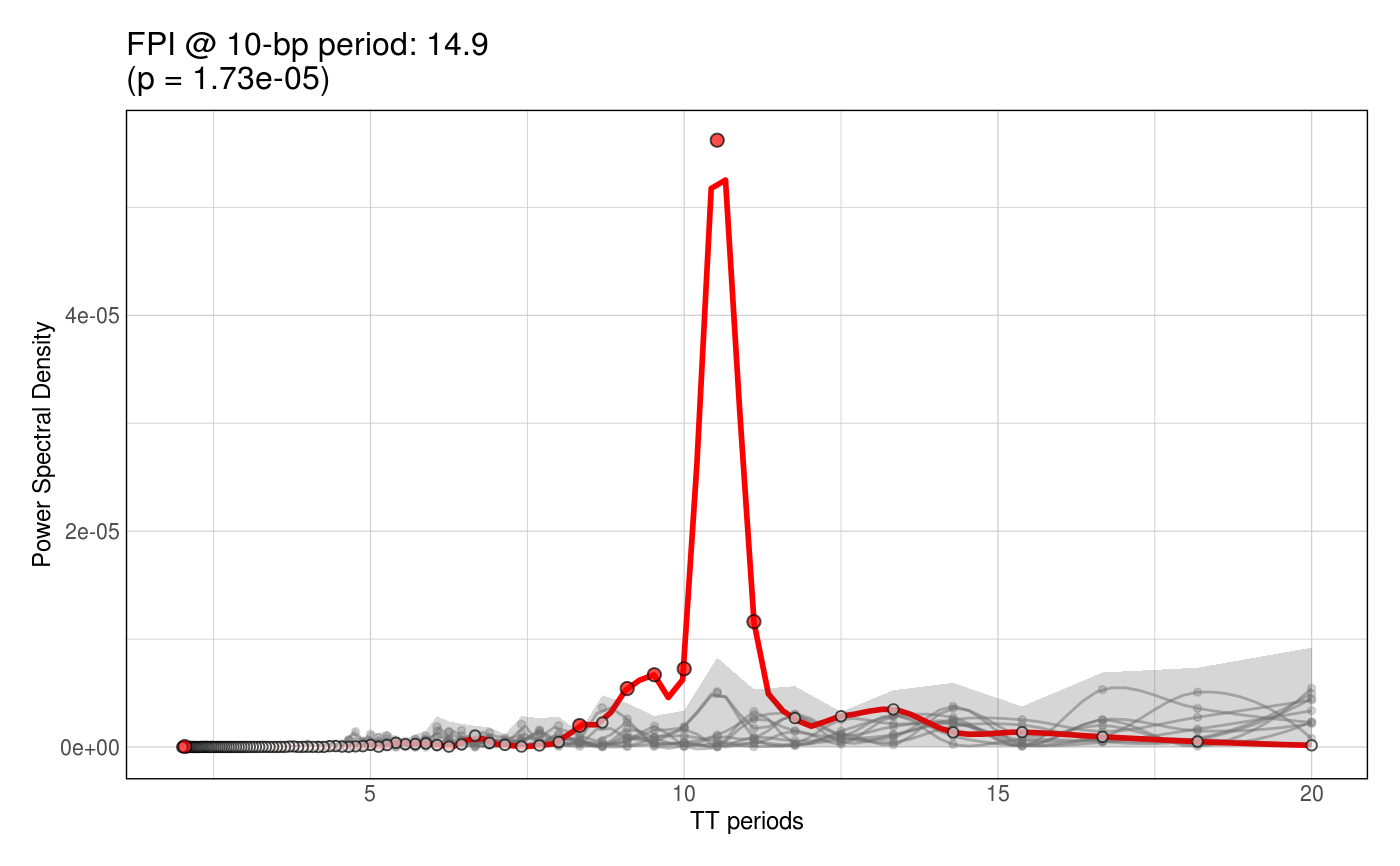 FPI @ 10-bp period: 14.9
(p = 1.73e-05)
Power Spectral Density
4e-05
2e-05
0e+00
5
10
15
20
TT periods